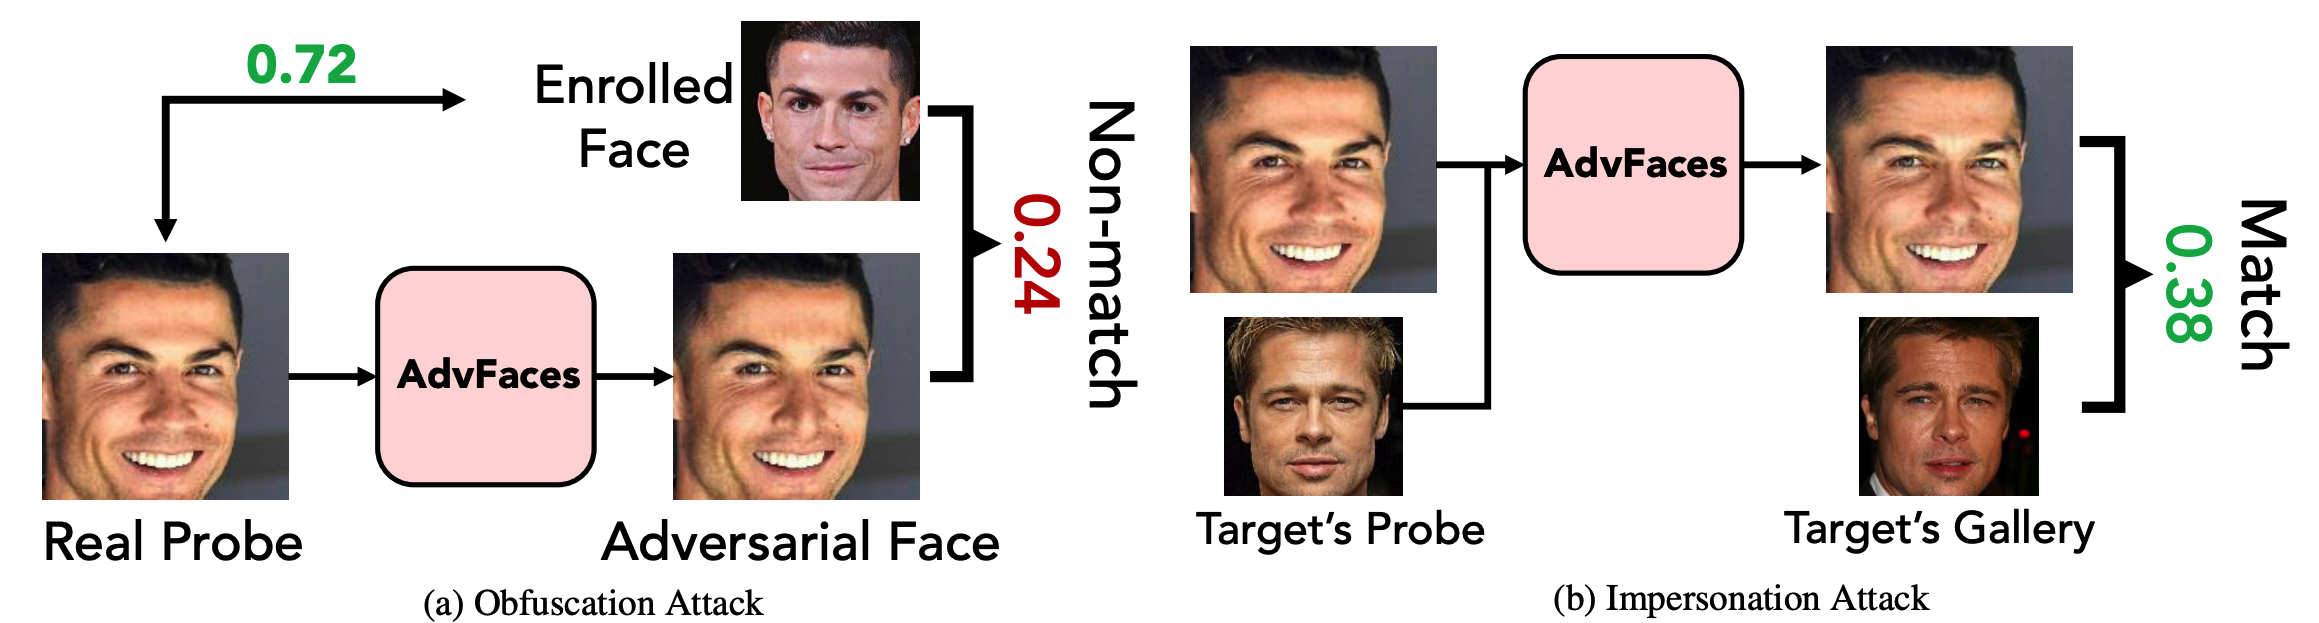 0.72
Enrolled
Face
Non-match
0.24
AdvFaces
Real Probe
Adversarial Face
(a) Obfuscation Attack
AdvFaces
Match
0.38
Target's Probe
Target's Gallery
(b) Impersonation Attack